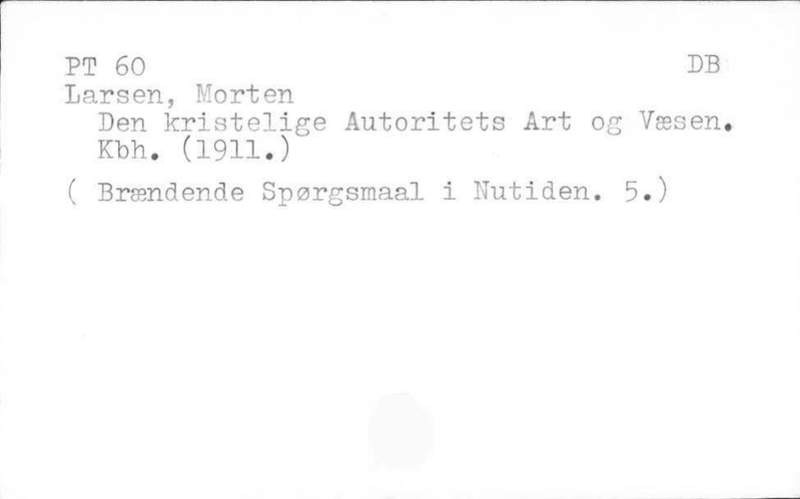 PT 60 DB
Larsen, Morten
Den kristelige Autoritets Art og Væsen.
Kbh. (1911.)
( Brændende Spørgsmaal i Nutiden. 5.)